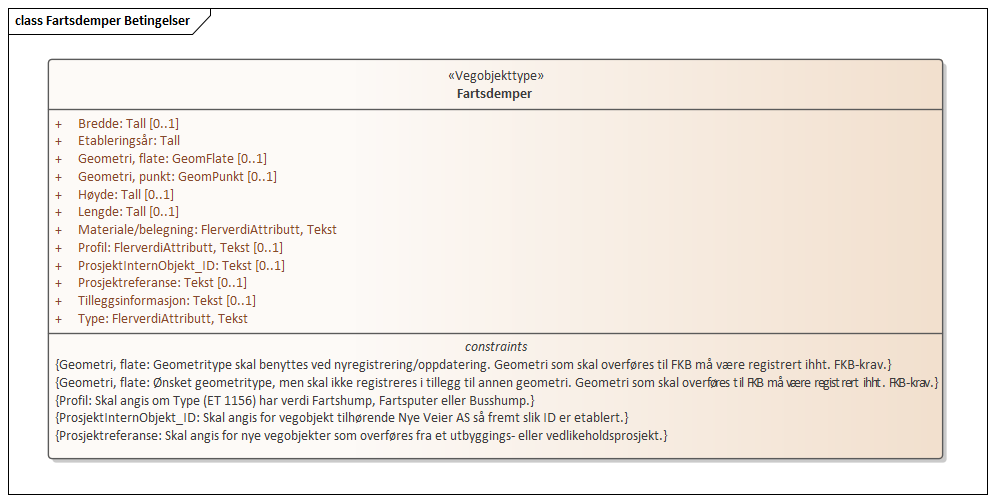 class Fartsdemper Betingelser
«Vegobjekttype»
Fartsdemper
+ Bredde: Tall [0..1]
+ Etableringsår: Tall
+ Geometri, flate: GeomFlate [0..1]
+ Geometri, punkt: GeomPunkt [0..1]
+ Høyde: Tall [0..1]
+ Lengde: Tall [0..1]
+ Materiale/belegning: FlerverdiAttributt, Tekst
+ Profil: FlerverdiAttributt, Tekst [0..1]
+ ProsjektInternObjekt_ID: Tekst [0..1]
+ Prosjektreferanse: Tekst [0..1]
+ Tilleggsinformasjon: Tekst [0..1]
+ Type: FlerverdiAttributt, Tekst
constraints
{Geometri, flate: Geometritype skal benyttes ved nyregistrering/oppdatering. Geometri som skal overføres til FKB må være registrert ihht. FKB-krav.}
{Geometri, flate: Ønsket geometritype, men skal ikke registreres i tillegg til annen geometri. Geometri som skal overføres til FKB må være registrert ihht. FKB-krav.}
{Profil: Skal angis om Type (ET 1156) har verdi Fartshump, Fartsputer eller Busshump.}
{ProsjektInternObjekt_ID: Skal angis for vegobjekt tilhørende Nye Veier AS så fremt slik ID er etablert.}
{Prosjektreferanse: Skal angis for nye vegobjekter som overføres fra et utbyggings- eller vedlikeholdsprosjekt.}